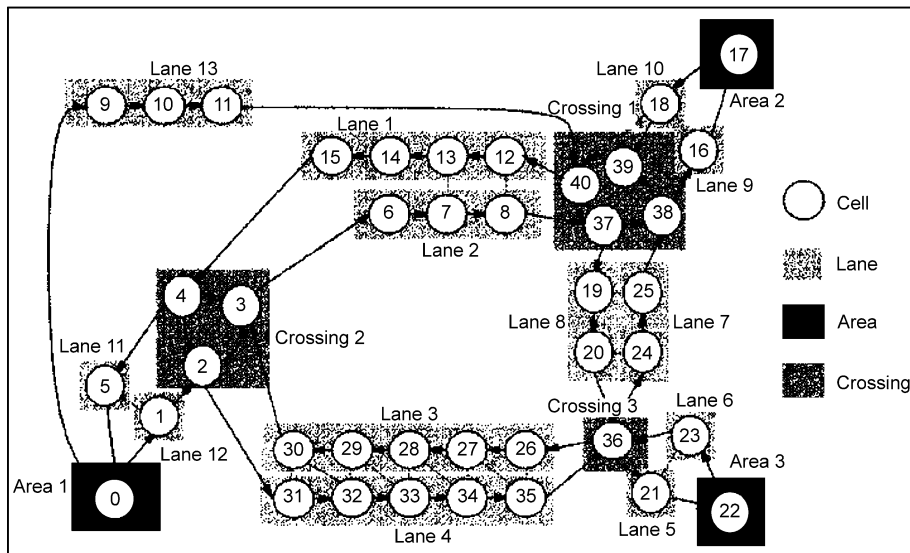 17
Lane 13
Lane 10
9
10
11
18
Area 2
Crossing 1
Lane 1
15
14
13
12
39
16
40
Lane 9
6
7
8
37
38
Cell
Lane 2
4
3
19
25
Lane
Lane 8
Lane 7
Crossing 2
Area
Lane 11
2
20
24
5
1
Crossing
Crossing 3
Lane 6
Lane 3
Lane 12
30
29
28
27
26
36
23
Area 3
Area 1
0
31
32
33
34
35
21
22
Lane 4
Lane 5